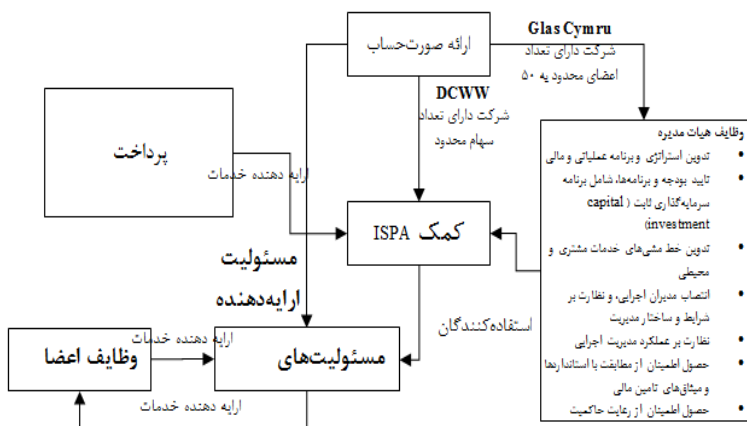 Glas Cymru
شرکت دارای تعداد
اعضای محدود به ۵۰
ارائه صورت‌حساب
DCWW
شرکت دارای تعداد
سهام محدود
پرداخت
ارایه دهنده خدمات
وظایف هیات مدیره
• تدوین استراتژی و برنامه عملیاتی و مالی
• تایید بودجه و برنامه‌ها، شامل برنامه
سرمایه‌گذاری ثابت ( capital
investment)
• تدوین خط مشی‌های خدمات مشتری و
محیطی
• انتصاب مدیران اجرایی، و نظارت بر
شرایط و ساختار مدیریت
• نظارت بر عملکرد مدیریت اجرایی
• حصول اطمینان از مطابقت با استانداردها
و میثاق‌های تامین مالی
• حصول اطمینان از رعایت حاکمیت
کمک ISPA
مسئولیت
ارایه‌دهنده
استفاده‌کنندگان
مسئولیت‌های
ارایه دهنده خدمات
وظایف اعضا
ارایه دهنده خدمات